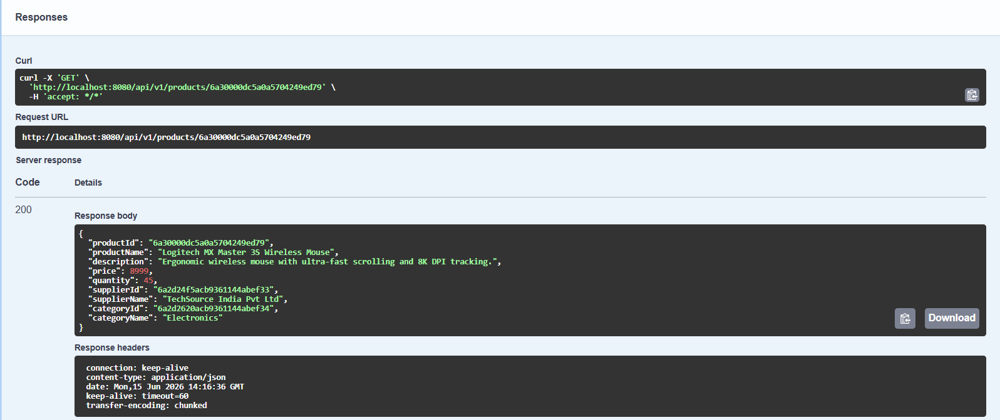 Responses
Curl
curl -X 'GET' \
  'http://localhost:8080/api/v1/products/6a30000dc5a0a5704249ed79' \
  -H 'accept: */*'
Request URL
http://localhost:8080/api/v1/products/6a30000dc5a0a5704249ed79
Server response
Code Details
200
Response body
{
  "productId": "6a30000dc5a0a5704249ed79",
  "productName": "Logitech MX Master 3S Wireless Mouse",
  "description": "Ergonomic wireless mouse with ultra-fast scrolling and 8K DPI tracking.",
  "price": 8999,
  "quantity": 45,
  "supplierId": "6a2d24f5acb9361144abef33",
  "supplierName": "TechSource India Pvt Ltd",
  "categoryId": "6a2d2620acb9361144abef34",
  "categoryName": "Electronics"
}
Download
Response headers
connection: keep-alive
content-type: application/json
date: Mon,15 Jun 2026 14:16:36 GMT
keep-alive: timeout=60
transfer-encoding: chunked